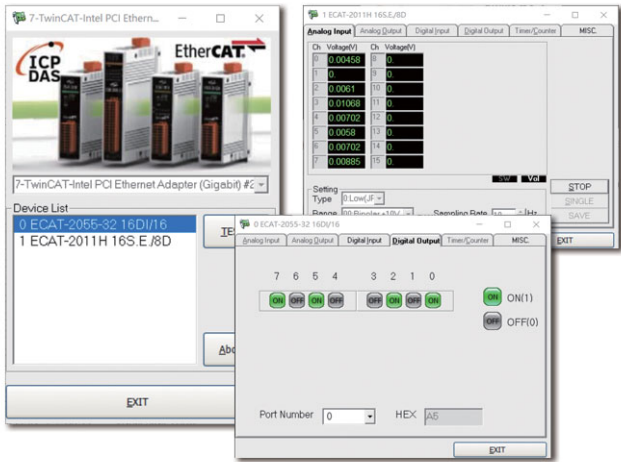 7-TwinCAT-Intel PCI Ethern...
ICP
DAS
EtherCAT
7-TwinCAT-Intel PCI Ethernet Adapter (Gigabit) #2
Device List
0 ECAT-2055-32 16DI/16
1 ECAT-2011H 16S.E./8D
EXIT
1 ECAT-2011H 16S.E./8D
Analog Input Analog Output Digital Input Digital Output Timer/Counter MISC.
Ch Voltage(V) Ch Voltage(V)
0 0.00458 8 0.
1 0. 9 0.
2 0.0061 10 0.
3 0.01068 11 0.
4 0.00702 12 0.
5 0.0058 13 0.
6 0.00702 14 0.
7 0.00885 15 0.
SW Vol
Setting
Type 0:Low(JF
Range 00:Bipolar +10V Sampling Rate 10 Hz
STOP
SINGLE
SAVE
EXIT
0 ECAT-2055-32 16DI/16
Analog Input Analog Output Digital Input Digital Output Timer/Counter MISC.
7 6 5 4 3 2 1 0
ON OFF ON OFF OFF ON OFF ON
ON ON(1)
OFF OFF(0)
Port Number 0 HEX A5
EXIT